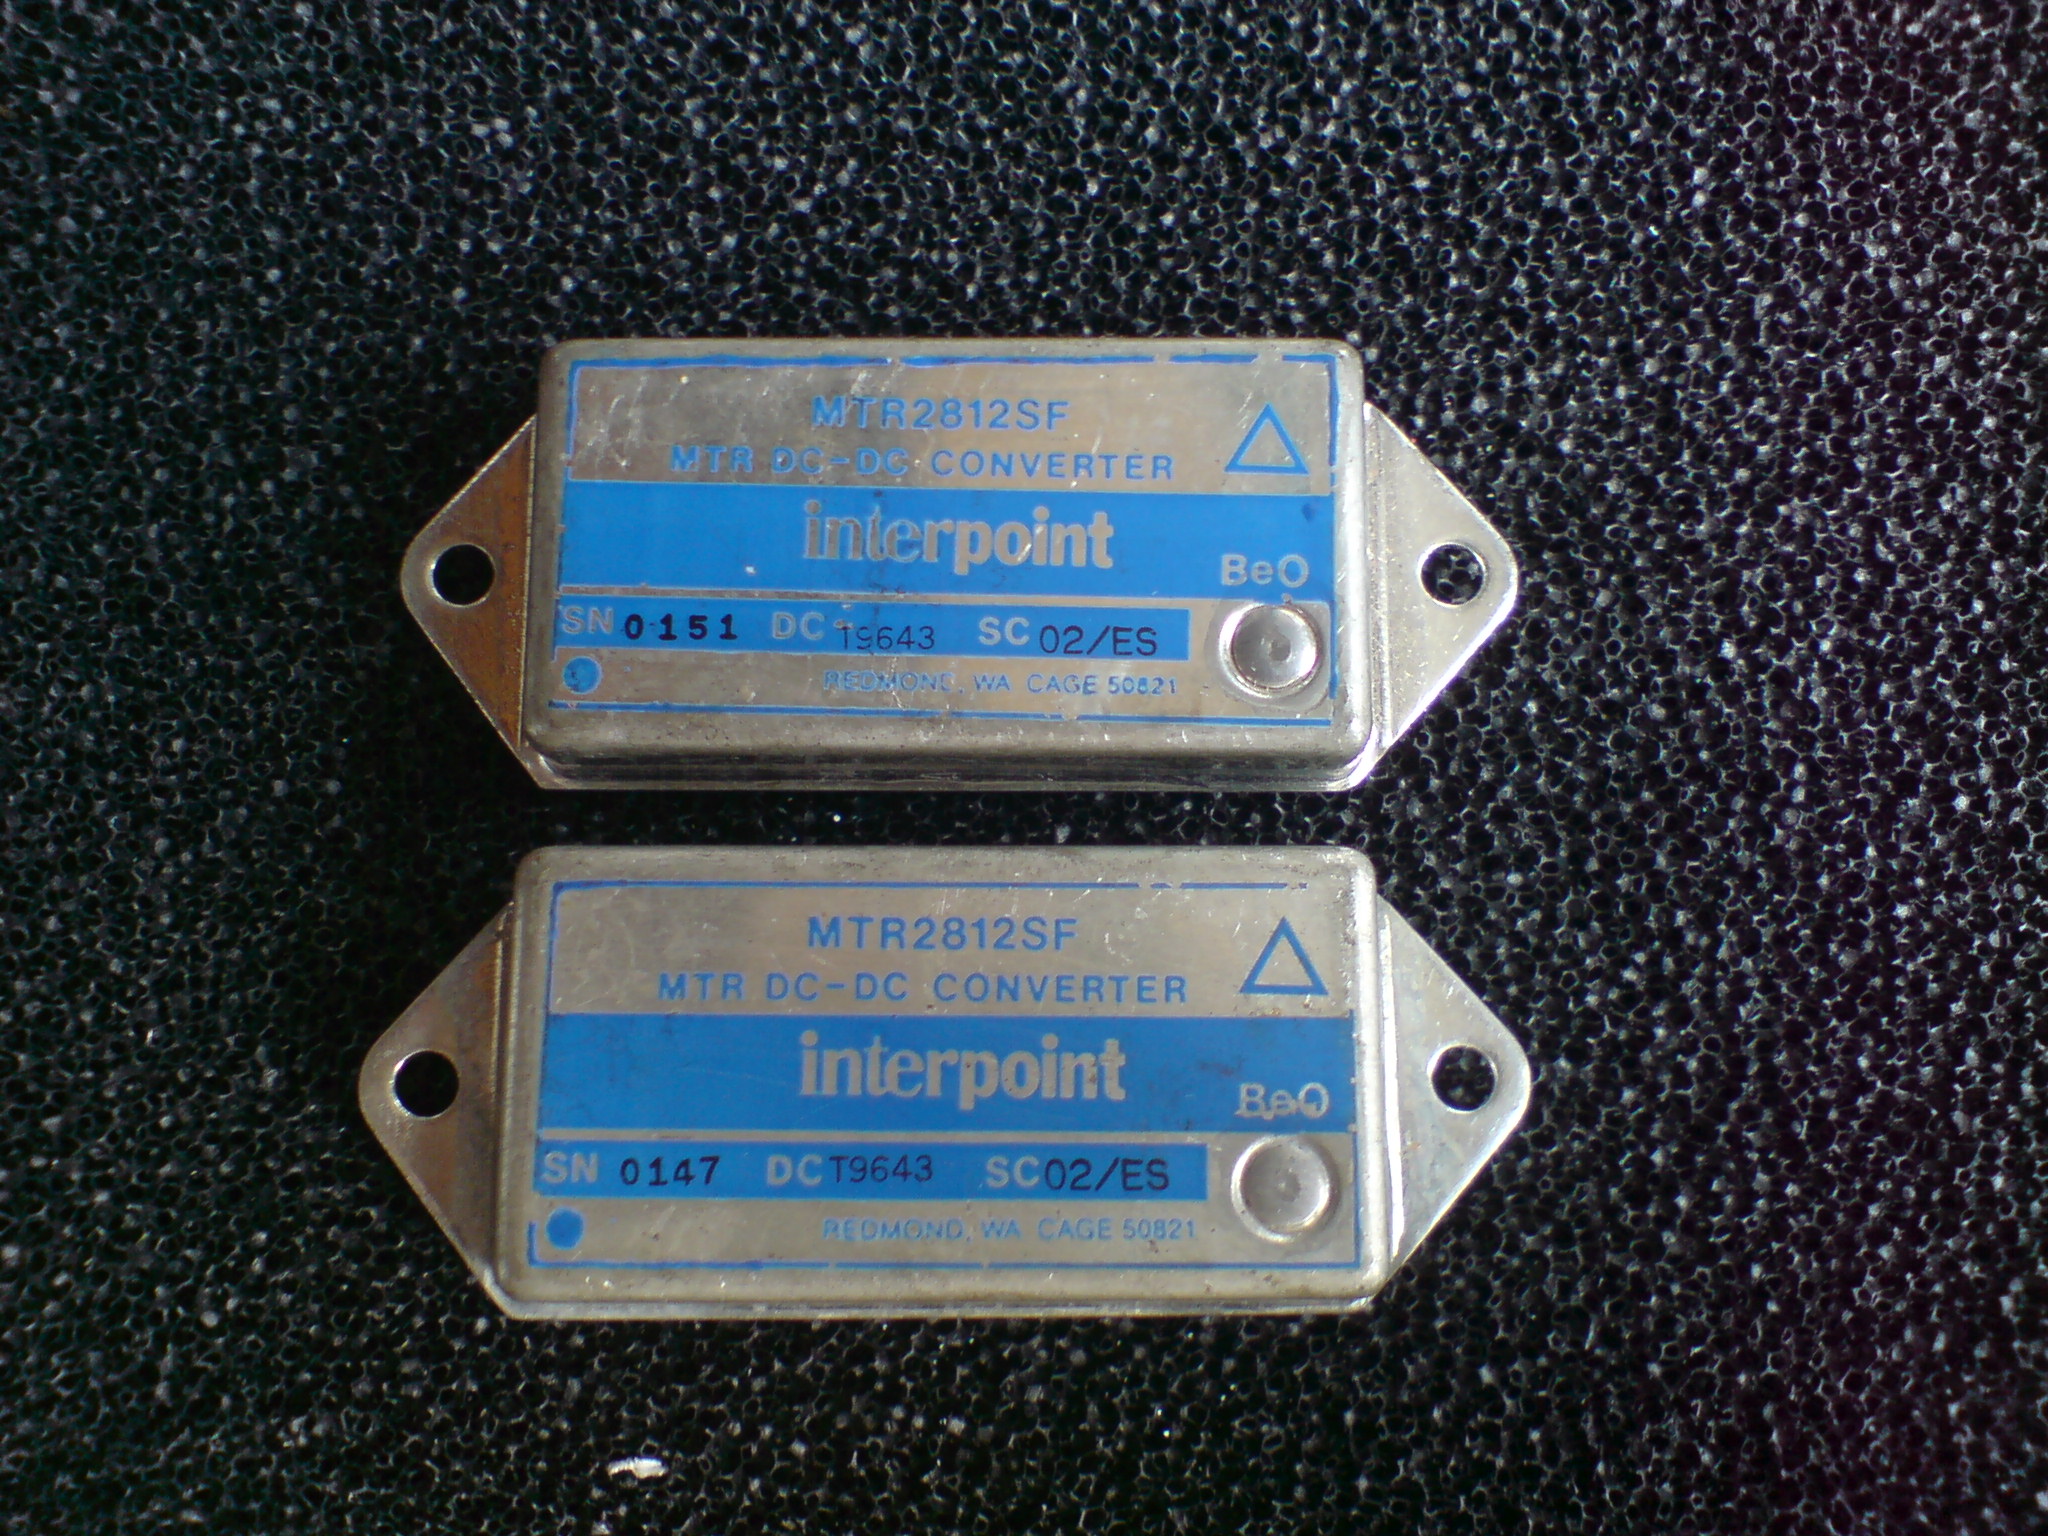 MTR2812SF
MTR DC-DC CONVERTER
interpoint
BeO
SN 0151 DC T9643 SC 02/ES
REDMOND, WA CAGE 50821
MTR2812SF
MTR DC-DC CONVERTER
interpoint
BeO
SN 0147 DC T9643 SC 02/ES
REDMOND, WA CAGE 50821